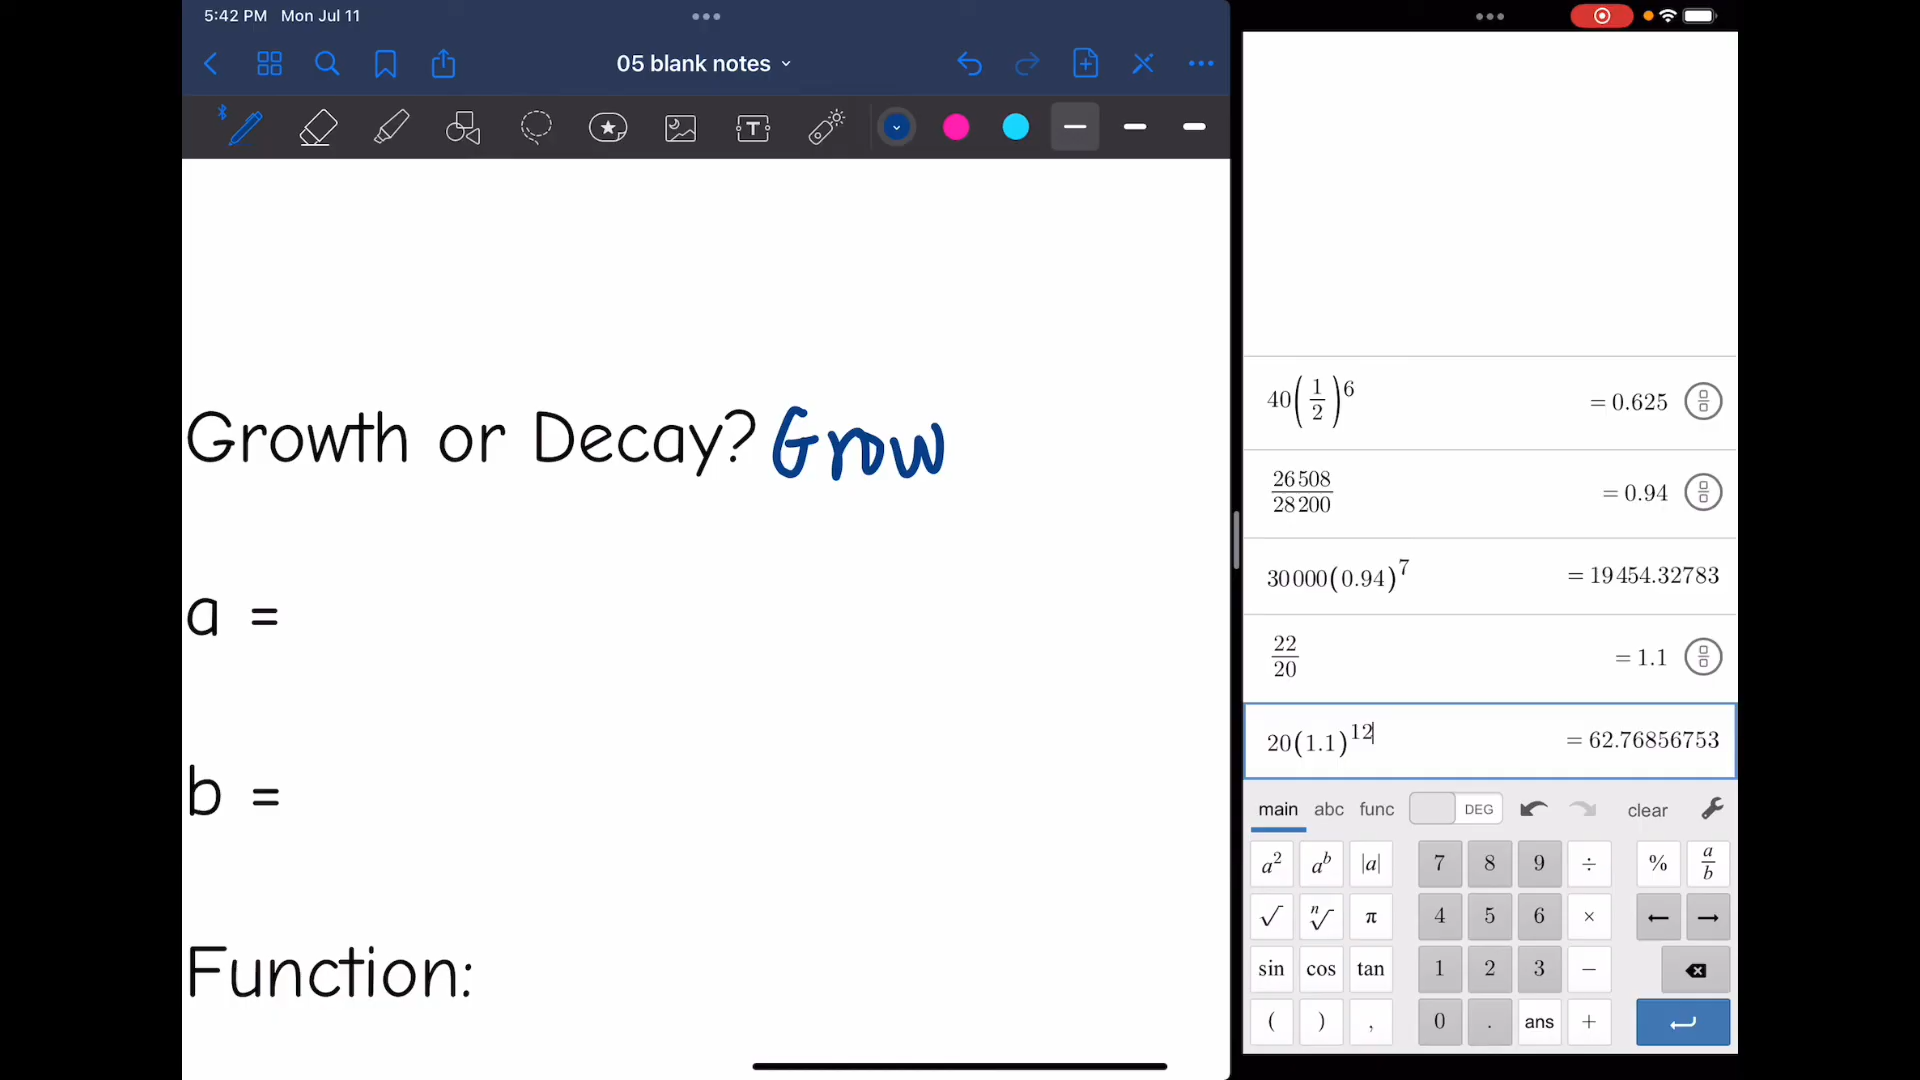 5:42 PM Mon Jul 11
05 blank notes
T
Growth or Decay? Grow
a =
b =
Function:
40(1/2)^6 = 0.625
26508/28200 = 0.94
30000(0.94)^7 = 19454.32783
22/20 = 1.1
20(1.1)^12 = 62.76856753
main abc func DEG clear
a^2 a^b |a| 7 8 9 ÷ % a/b
√ n√ π 4 5 6 × ← →
sin cos tan 1 2 3 −
( ) , 0 . ans +